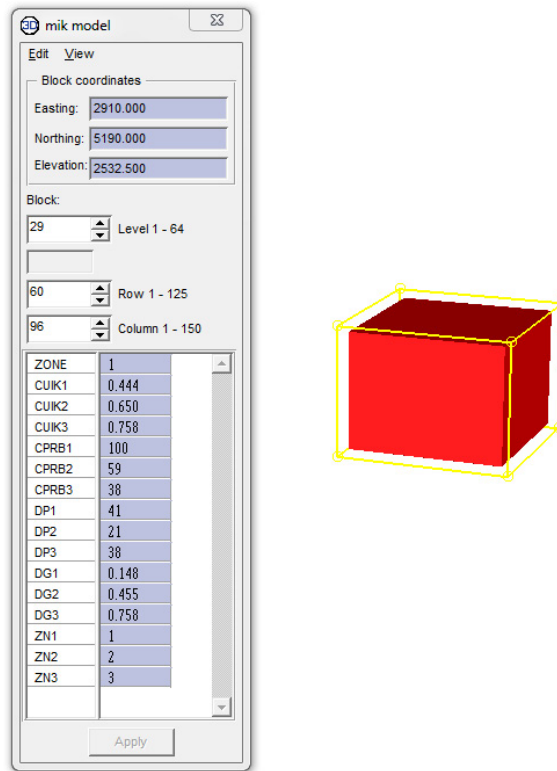 3D mik model
Edit View
Block coordinates
Easting: 2910.000
Northing: 5190.000
Elevation: 2532.500
Block:
29 Level 1 - 64
60 Row 1 - 125
96 Column 1 - 150
ZONE 1
CUIK1 0.444
CUIK2 0.650
CUIK3 0.758
CPRB1 100
CPRB2 59
CPRB3 38
DP1 41
DP2 21
DP3 38
DG1 0.148
DG2 0.455
DG3 0.758
ZN1 1
ZN2 2
ZN3 3
Apply